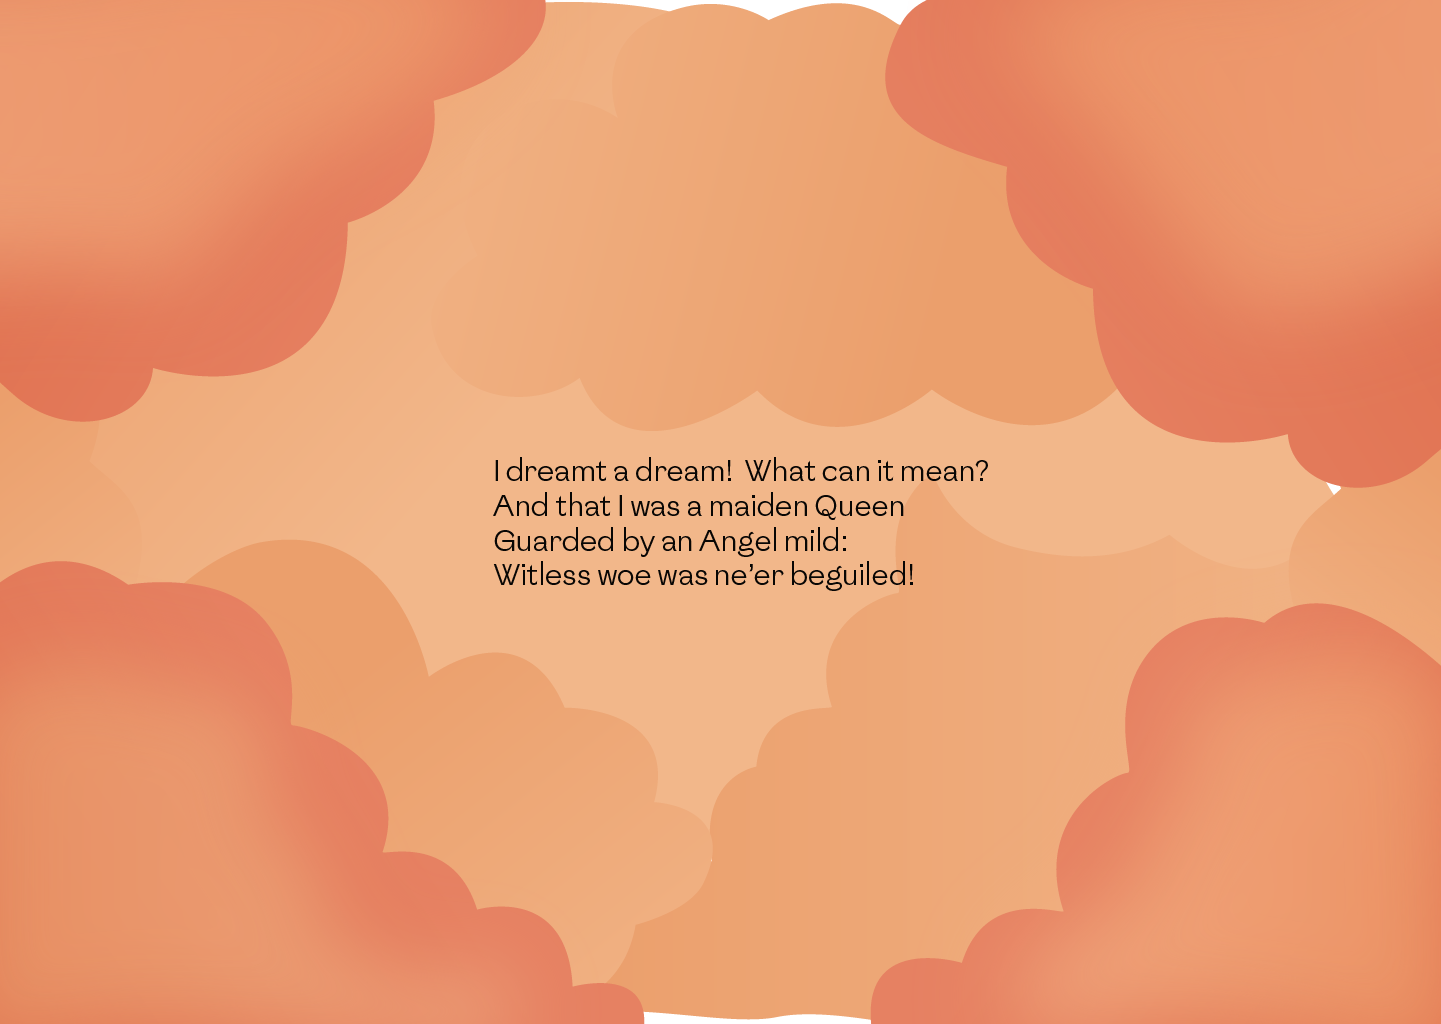 I dreamt a dream!  What can it mean?
And that I was a maiden Queen
Guarded by an Angel mild:
Witless woe was ne’er beguiled!